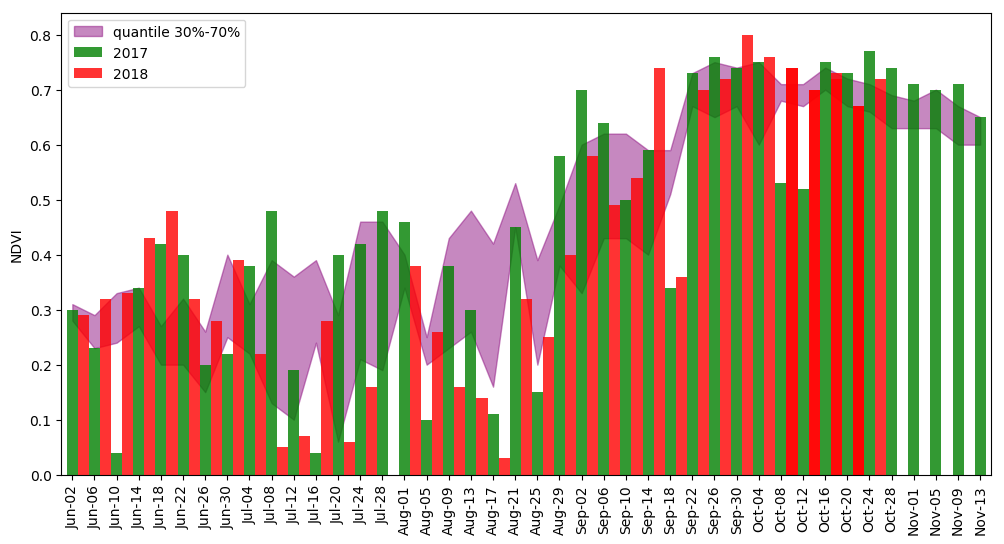 quantile 30%-70%
2017
2018
NDVI
0.8
0.7
0.6
0.5
0.4
0.3
0.2
0.1
0.0
Jun-02
Jun-06
Jun-10
Jun-14
Jun-18
Jun-22
Jun-26
Jun-30
Jul-04
Jul-08
Jul-12
Jul-16
Jul-20
Jul-24
Jul-28
Aug-01
Aug-05
Aug-09
Aug-13
Aug-17
Aug-21
Aug-25
Aug-29
Sep-02
Sep-06
Sep-10
Sep-14
Sep-18
Sep-22
Sep-26
Sep-30
Oct-04
Oct-08
Oct-12
Oct-16
Oct-20
Oct-24
Oct-28
Nov-01
Nov-05
Nov-09
Nov-13